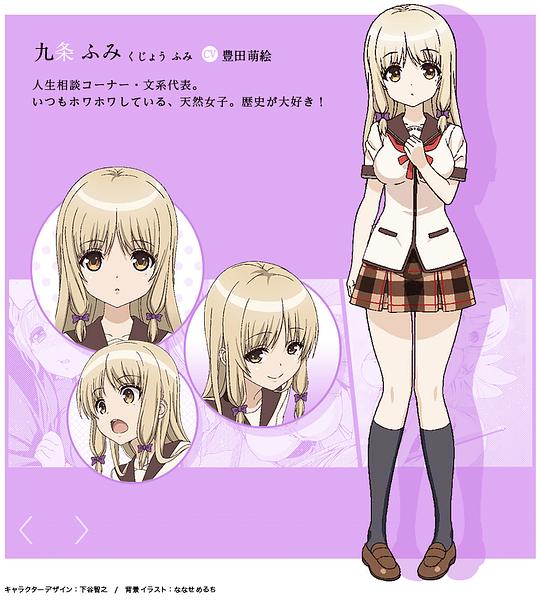 九条 ふみ くじょう ふみ CV 豊田萌絵
人生相談コーナー・文系代表。
いつもホワホワしている、天然女子。歴史が大好き！
キャラクターデザイン：下谷智之 / 背景イラスト：ななせめるち